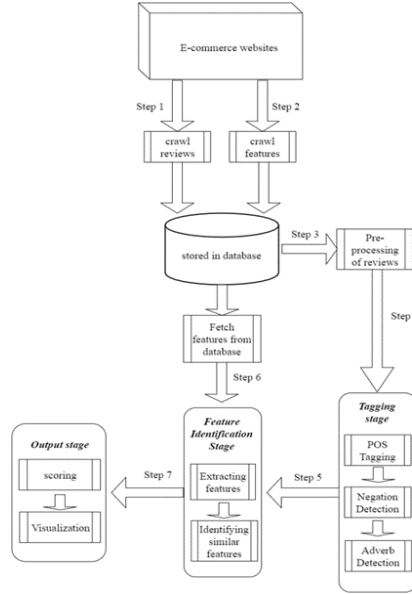 E-commerce websites
Step 1
Step 2
crawl
reviews
crawl
features
stored in database
Step 3
Pre-
processing
of reviews
Step
Fetch
features from
database
Step 6
Tagging
stage
POS
Tagging
Negation
Detection
Adverb
Detection
Step 5
Feature
Identification
Stage
Extracting
features
Identifying
similar
features
Step 7
Output stage
scoring
Visualization